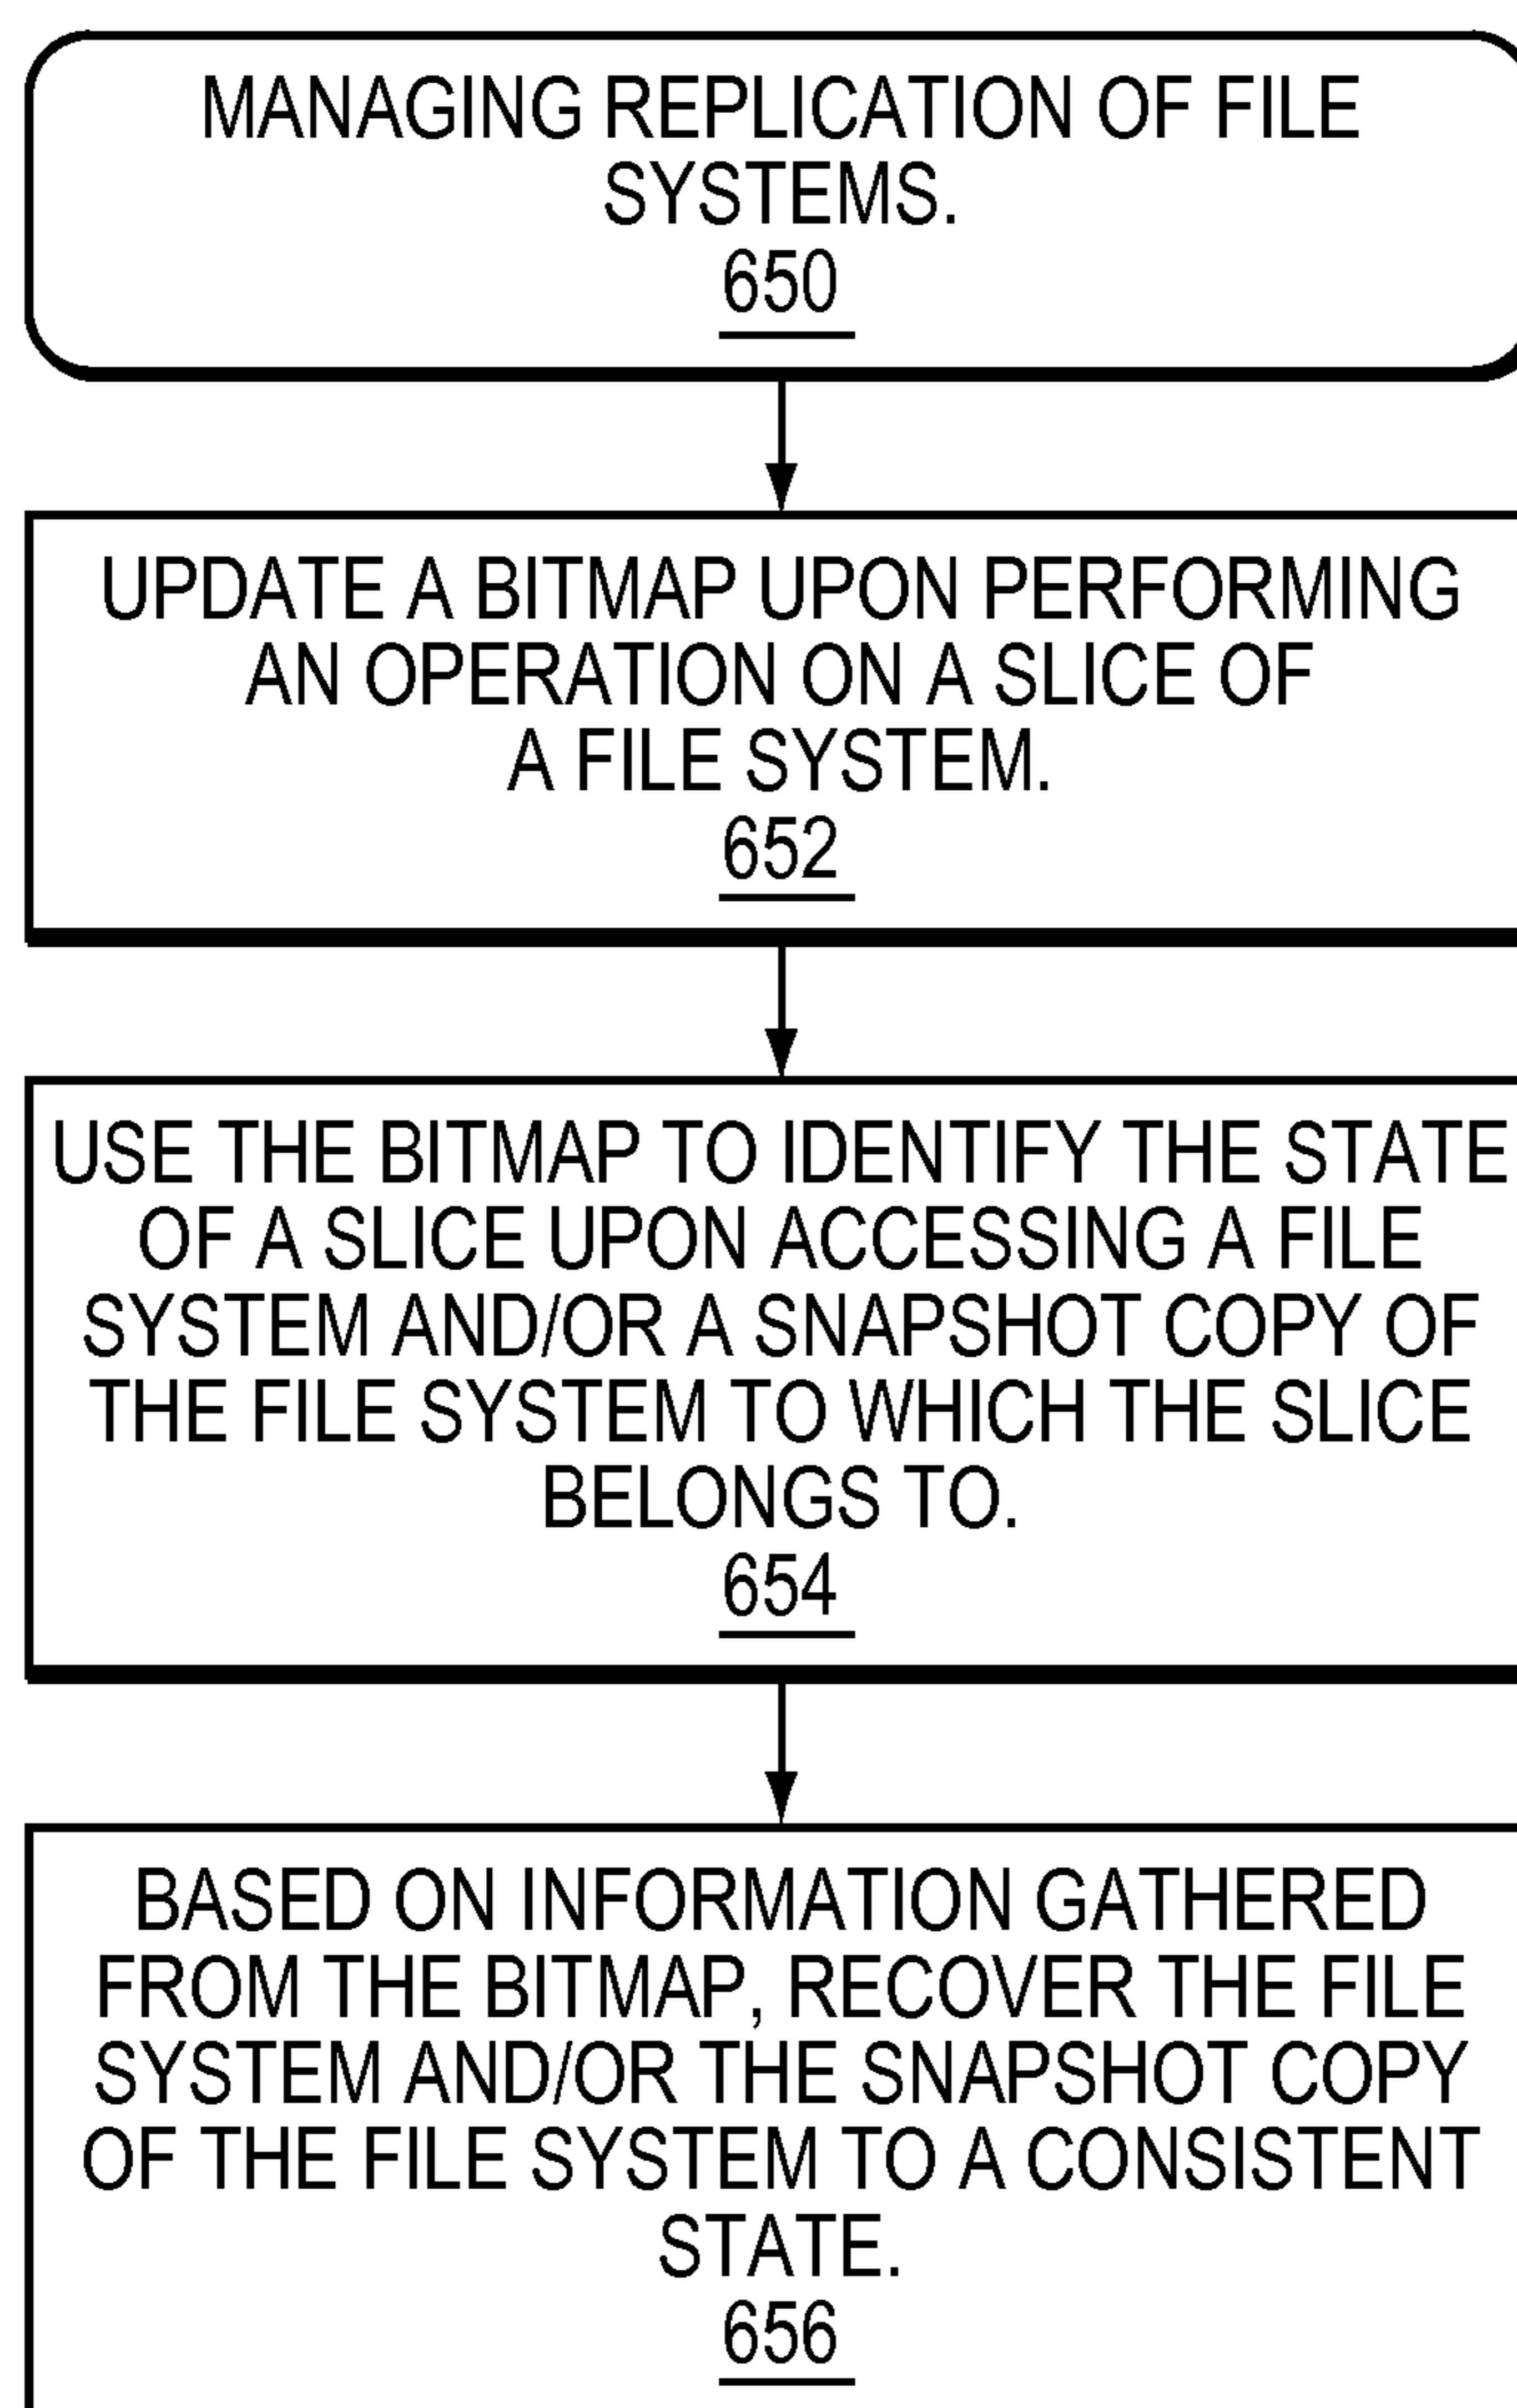 MANAGING REPLICATION OF FILE
SYSTEMS.
650
UPDATE A BITMAP UPON PERFORMING
AN OPERATION ON A SLICE OF
A FILE SYSTEM.
652
USE THE BITMAP TO IDENTIFY THE STATE
OF A SLICE UPON ACCESSING A FILE
SYSTEM AND/OR A SNAPSHOT COPY OF
THE FILE SYSTEM TO WHICH THE SLICE
BELONGS TO.
654
BASED ON INFORMATION GATHERED
FROM THE BITMAP, RECOVER THE FILE
SYSTEM AND/OR THE SNAPSHOT COPY
OF THE FILE SYSTEM TO A CONSISTENT
STATE.
656